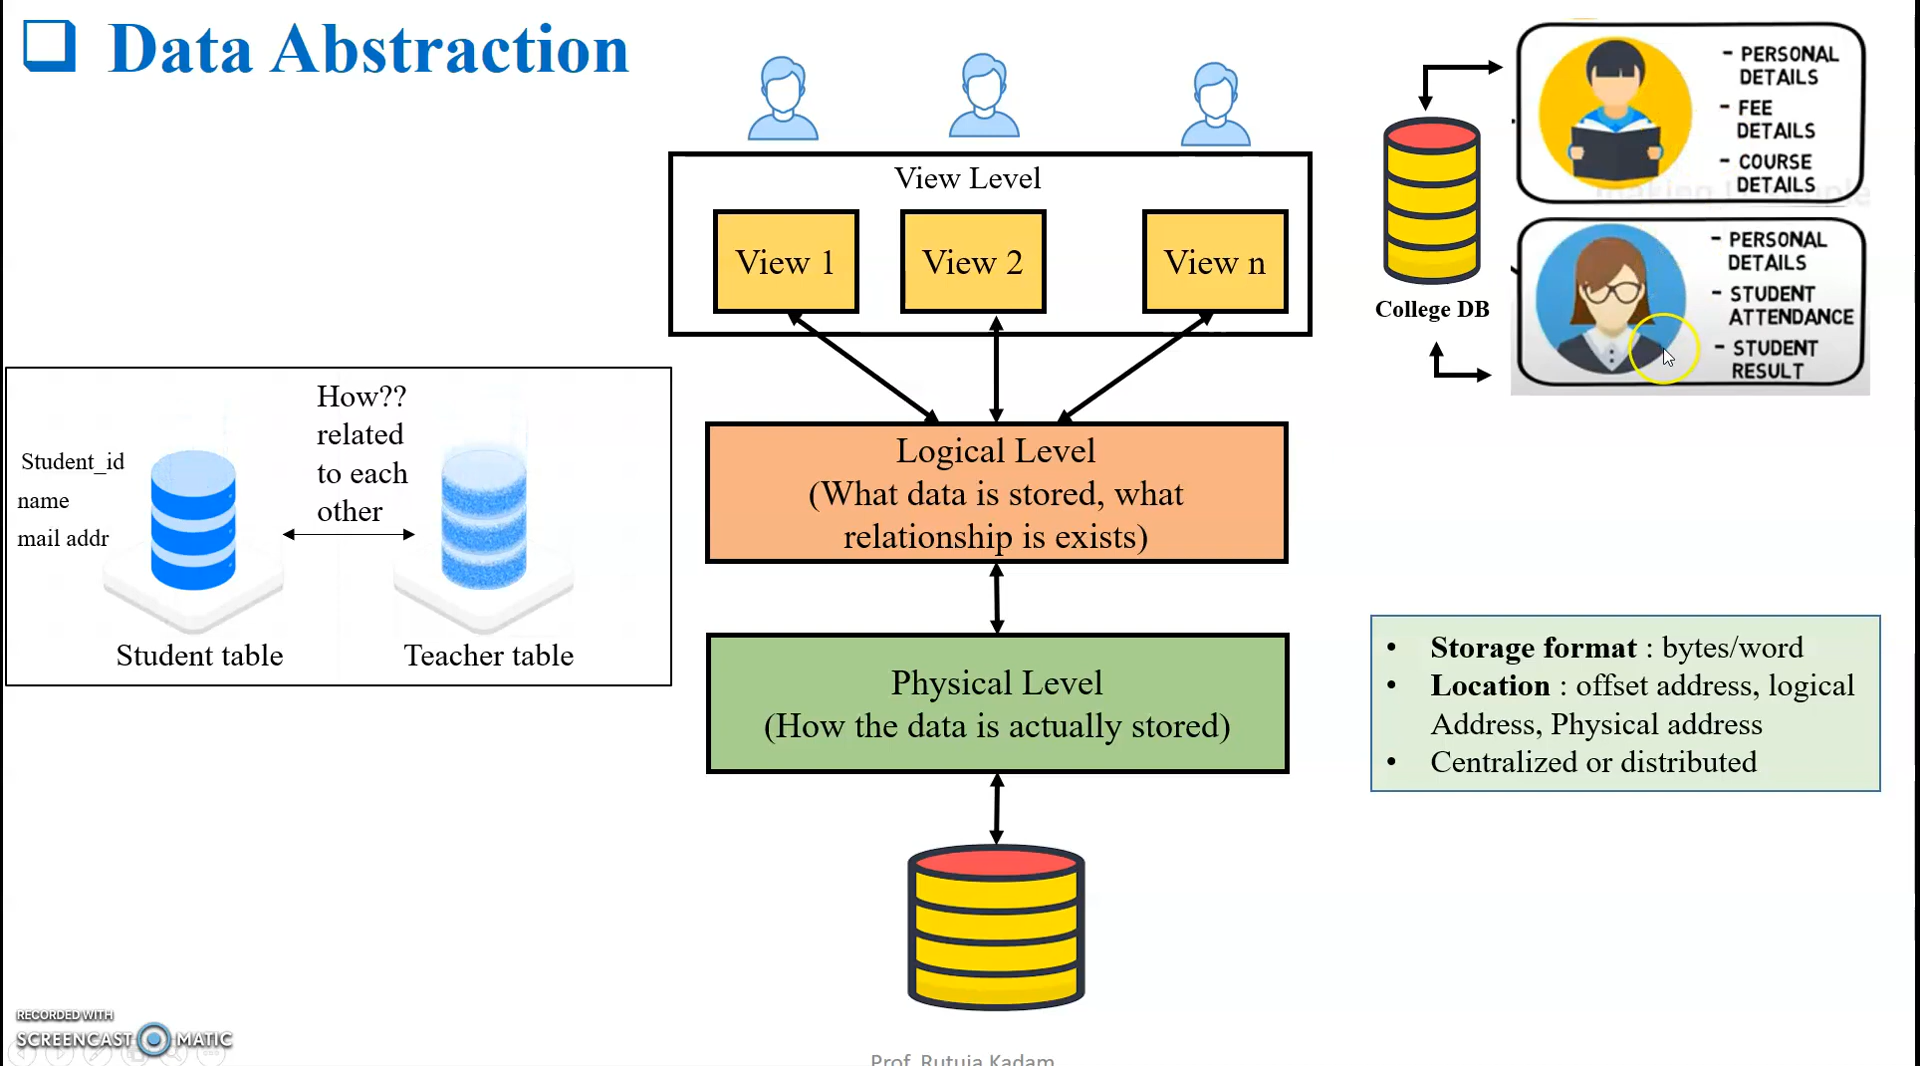 Data Abstraction
View Level
View 1
View 2
View n
Logical Level
(What data is stored, what
relationship is exists)
Physical Level
(How the data is actually stored)
How??
related
to each
other
Student_id
name
mail addr
Student table
Teacher table
College DB
- PERSONAL
DETAILS
- FEE
DETAILS
- COURSE
DETAILS
- PERSONAL
DETAILS
- STUDENT
ATTENDANCE
- STUDENT
RESULT
• Storage format : bytes/word
• Location : offset address, logical
Address, Physical address
• Centralized or distributed
RECORDED WITH
SCREENCAST MATIC
Prof. Rutuja Kadam